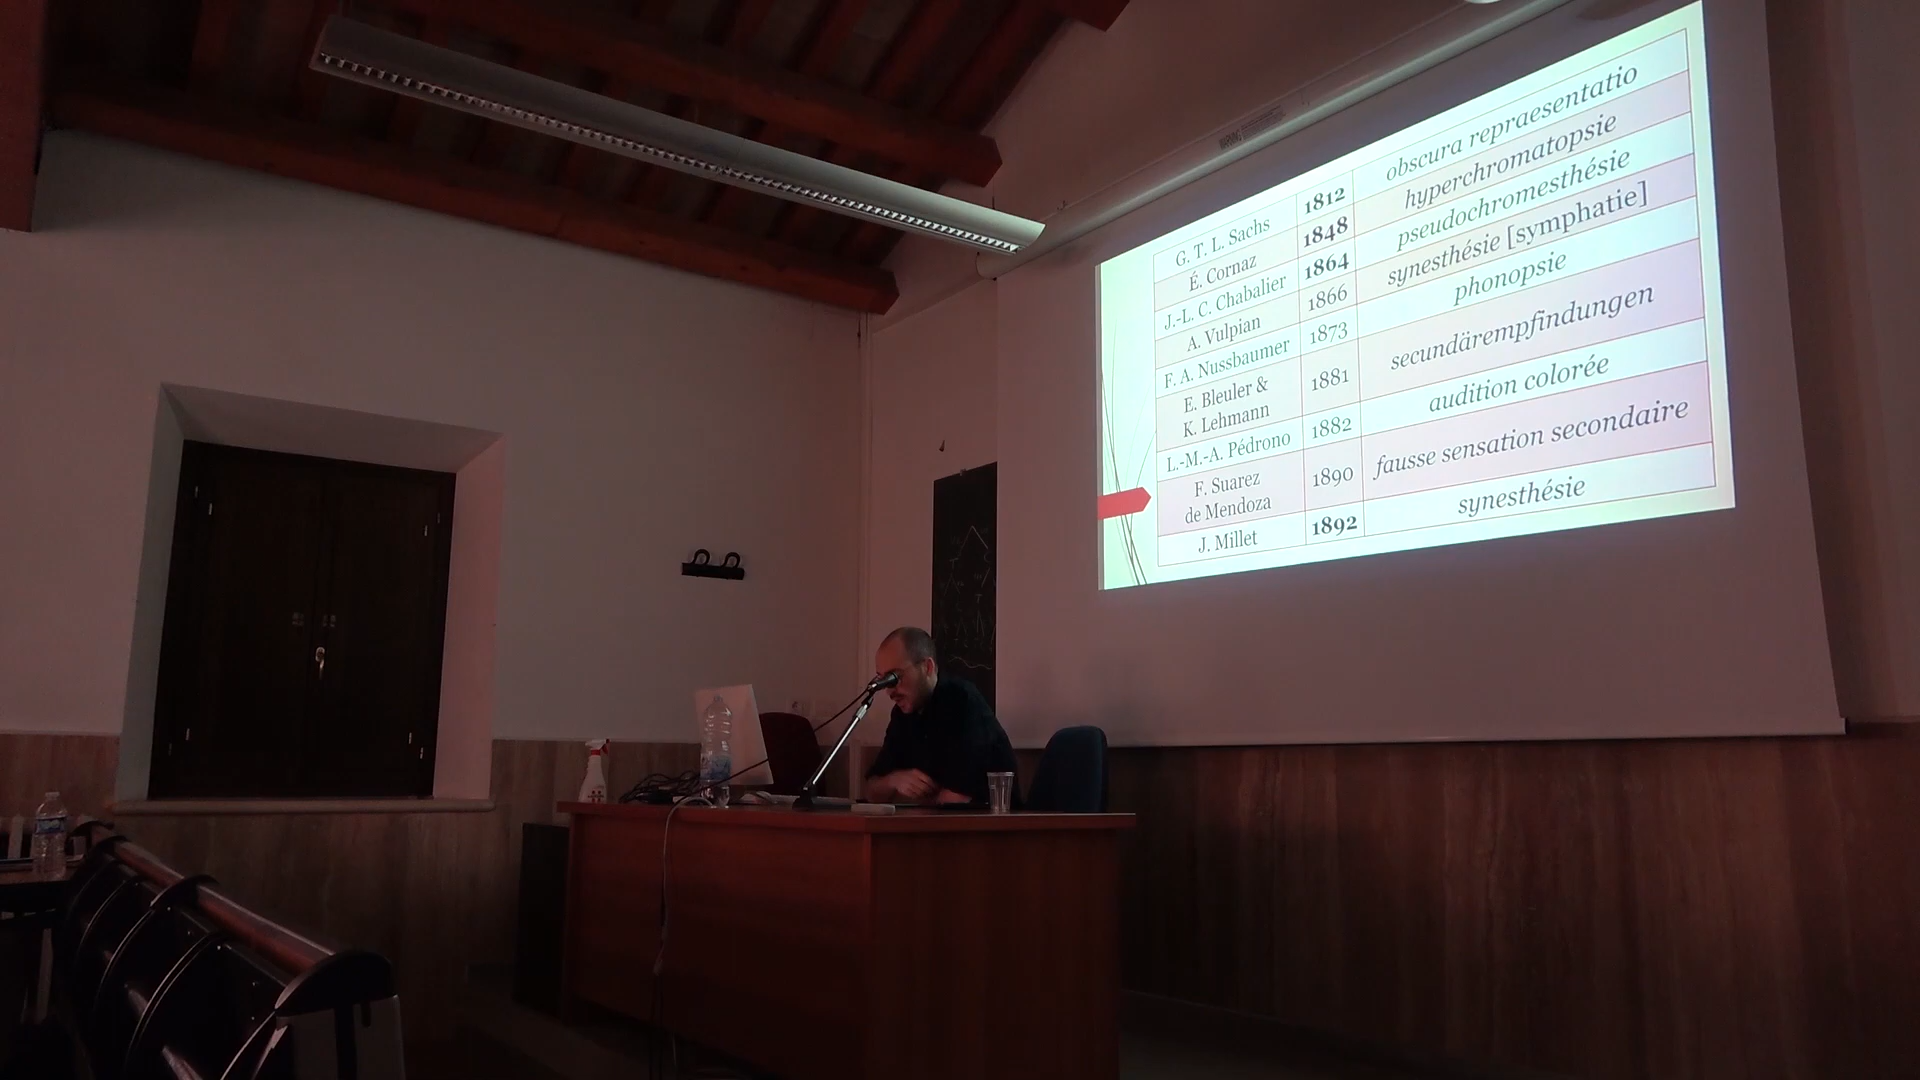 G. T. L. Sachs 1812 obscura repraesentatio
É. Cornaz 1848 hyperchromatopsie
J.-L. C. Chabalier 1864 pseudochromesthésie
A. Vulpian 1866 synesthésie [symphatie]
F. A. Nussbaumer 1873 phonopsie
E. Bleuler &
K. Lehmann 1881 secundärempfindungen
L.-M.-A. Pédrono 1882 audition colorée
F. Suarez
de Mendoza 1890 fausse sensation secondaire
J. Millet 1892 synesthésie
WARNING